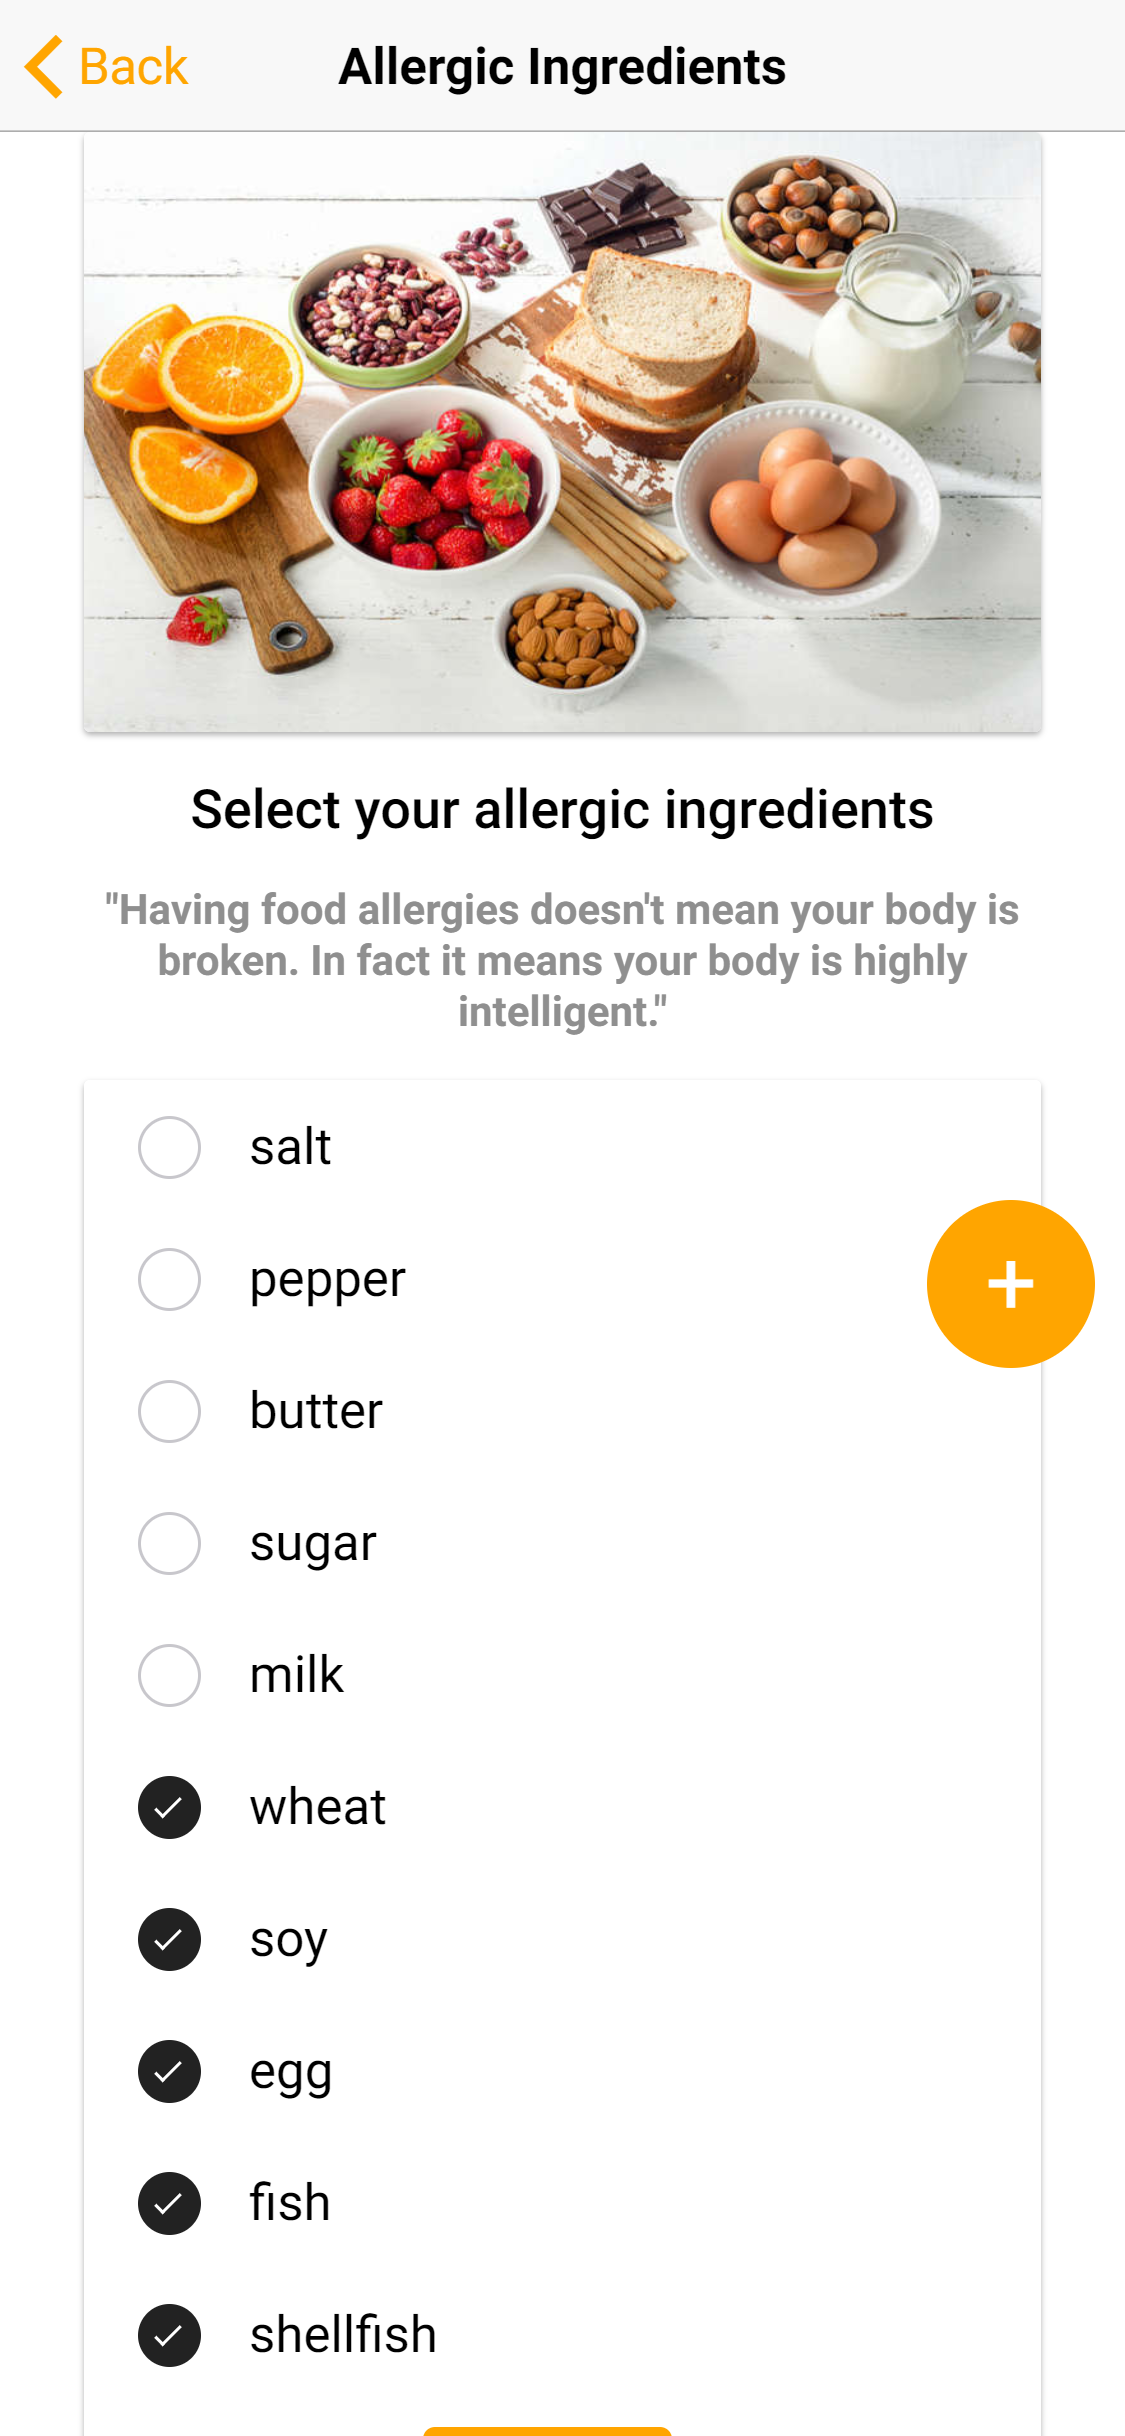 Back
Allergic Ingredients
Select your allergic ingredients
"Having food allergies doesn't mean your body is
broken. In fact it means your body is highly
intelligent."
salt
+
pepper
butter
sugar
milk
wheat
soy
egg
fish
shellfish